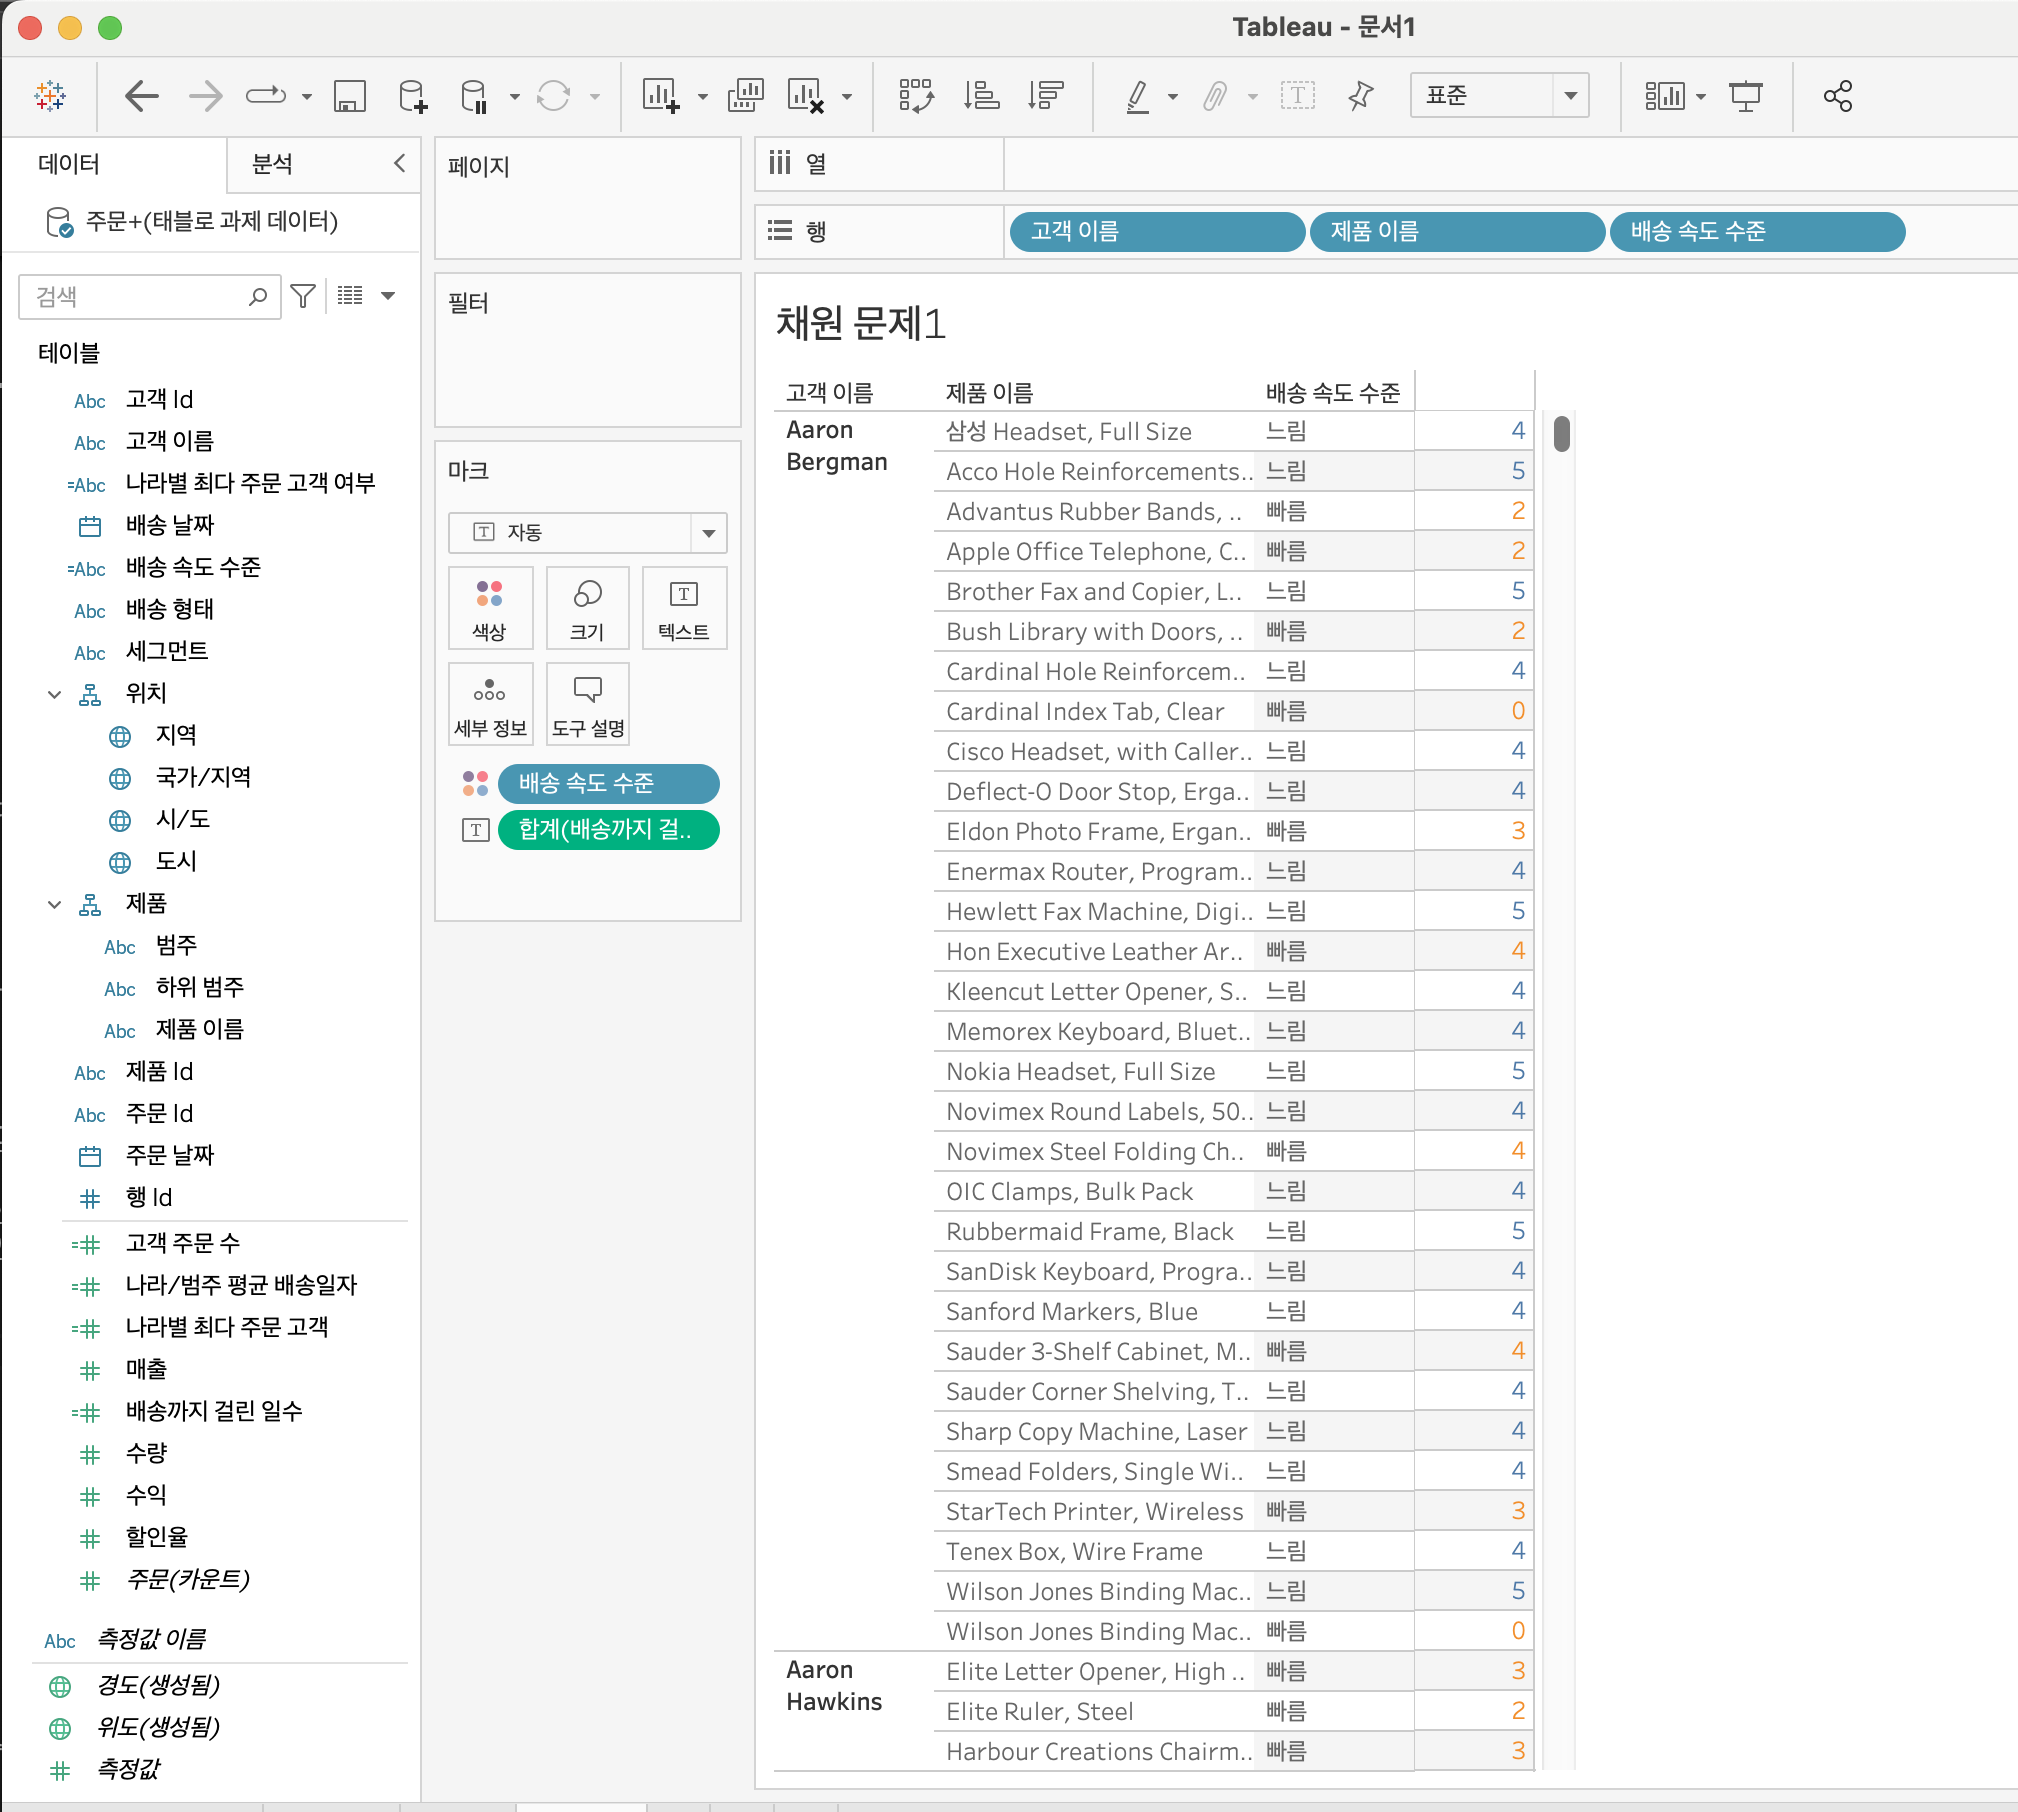 Tableau - 문서1
표준
데이터
분석
주문+(태블로 과제 데이터)
검색
테이블
Abc 고객 Id
Abc 고객 이름
=Abc 나라별 최다 주문 고객 여부
배송 날짜
=Abc 배송 속도 수준
Abc 배송 형태
Abc 세그먼트
위치
지역
국가/지역
시/도
도시
제품
Abc 범주
Abc 하위 범주
Abc 제품 이름
Abc 제품 Id
Abc 주문 Id
주문 날짜
# 행 Id
=# 고객 주문 수
=# 나라/범주 평균 배송일자
=# 나라별 최다 주문 고객
# 매출
=# 배송까지 걸린 일수
# 수량
# 수익
# 할인율
# 주문(카운트)
Abc 측정값 이름
경도(생성됨)
위도(생성됨)
# 측정값
페이지
필터
마크
T 자동
색상
크기
T 텍스트
세부 정보
도구 설명
배송 속도 수준
T 합계(배송까지 걸..
열
행 고객 이름 제품 이름 배송 속도 수준
채원 문제1
고객 이름 제품 이름 배송 속도 수준
Aaron Bergman 삼성 Headset, Full Size 느림 4
Acco Hole Reinforcements.. 느림 5
Advantus Rubber Bands, .. 빠름 2
Apple Office Telephone, C.. 빠름 2
Brother Fax and Copier, L.. 느림 5
Bush Library with Doors, .. 빠름 2
Cardinal Hole Reinforcem.. 느림 4
Cardinal Index Tab, Clear 빠름 0
Cisco Headset, with Caller.. 느림 4
Deflect-O Door Stop, Erga.. 느림 4
Eldon Photo Frame, Ergan.. 빠름 3
Enermax Router, Program.. 느림 4
Hewlett Fax Machine, Digi.. 느림 5
Hon Executive Leather Ar.. 빠름 4
Kleencut Letter Opener, S.. 느림 4
Memorex Keyboard, Bluet.. 느림 4
Nokia Headset, Full Size 느림 5
Novimex Round Labels, 50.. 느림 4
Novimex Steel Folding Ch.. 빠름 4
OIC Clamps, Bulk Pack 느림 4
Rubbermaid Frame, Black 느림 5
SanDisk Keyboard, Progra.. 느림 4
Sanford Markers, Blue 느림 4
Sauder 3-Shelf Cabinet, M.. 빠름 4
Sauder Corner Shelving, T.. 느림 4
Sharp Copy Machine, Laser 느림 4
Smead Folders, Single Wi.. 느림 4
StarTech Printer, Wireless 빠름 3
Tenex Box, Wire Frame 느림 4
Wilson Jones Binding Mac.. 느림 5
Wilson Jones Binding Mac.. 빠름 0
Aaron Hawkins Elite Letter Opener, High .. 빠름 3
Elite Ruler, Steel 빠름 2
Harbour Creations Chairm.. 빠름 3